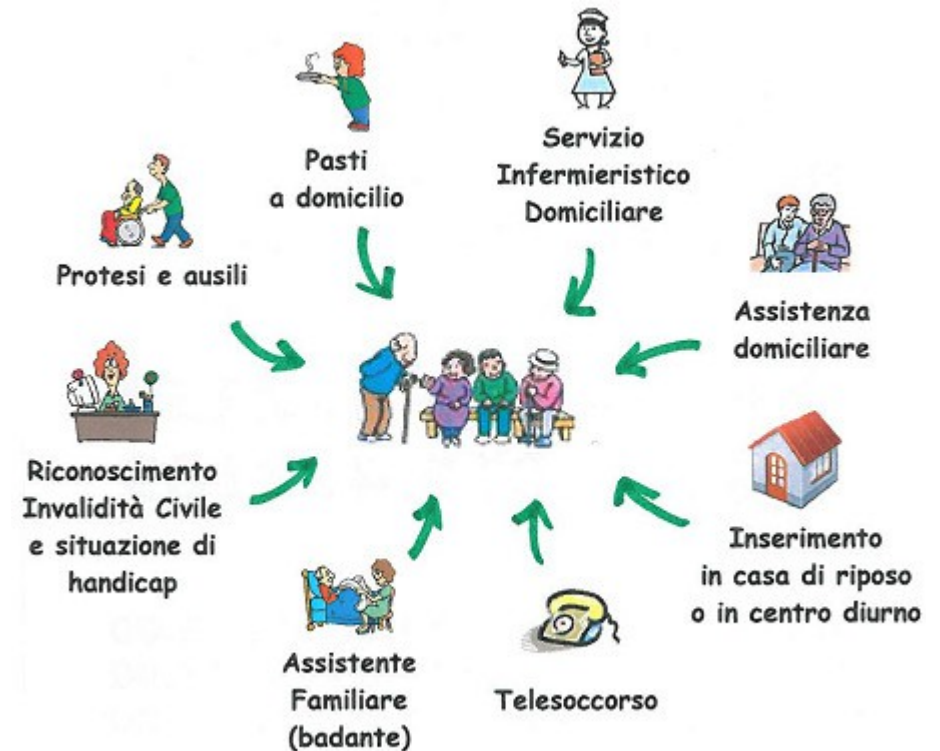 Pasti
a domicilio
Servizio
Infermieristico
Domiciliare
Protesi e ausili
Assistenza
domiciliare
Riconoscimento
Invalidità Civile
e situazione di
handicap
Inserimento
in casa di riposo
o in centro diurno
Assistente
Familiare
(badante)
Telesoccorso